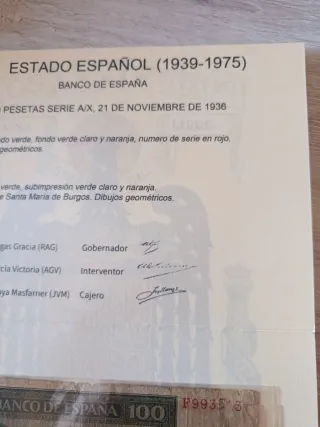 ESTADO ESPAÑOL (1939-1975)
BANCO DE ESPAÑA
PESETAS SERIE A/X, 21 DE NOVIEMBRE DE 1936
verde, fondo verde claro y naranja, numero de serie en rojo.
geométricos.
verde, subimpresión verde claro y naranja.
Santa Maria de Burgos. Dibujos geométricos.
Gracia (RAG) Gobernador
Victoria (AGV) Interventor
Masfarner (JVM) Cajero
BANCO DE ESPAÑA 100